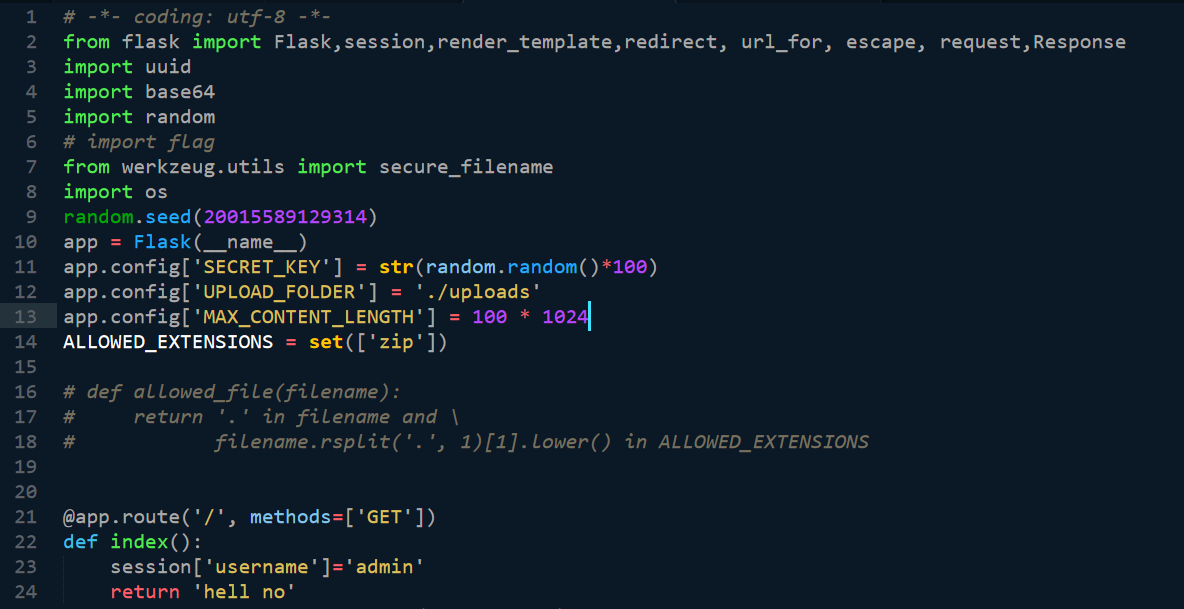 1 # -*- coding: utf-8 -*-
2 from flask import Flask,session,render_template,redirect, url_for, escape, request,Response
3 import uuid
4 import base64
5 import random
6 # import flag
7 from werkzeug.utils import secure_filename
8 import os
9 random.seed(20015589129314)
10 app = Flask(__name__)
11 app.config['SECRET_KEY'] = str(random.random()*100)
12 app.config['UPLOAD_FOLDER'] = './uploads'
13 app.config['MAX_CONTENT_LENGTH'] = 100 * 1024
14 ALLOWED_EXTENSIONS = set(['zip'])
15
16 # def allowed_file(filename):
17 #     return '.' in filename and \
18 #            filename.rsplit('.', 1)[1].lower() in ALLOWED_EXTENSIONS
19
20
21 @app.route('/', methods=['GET'])
22 def index():
23     session['username']='admin'
24     return 'hell no'